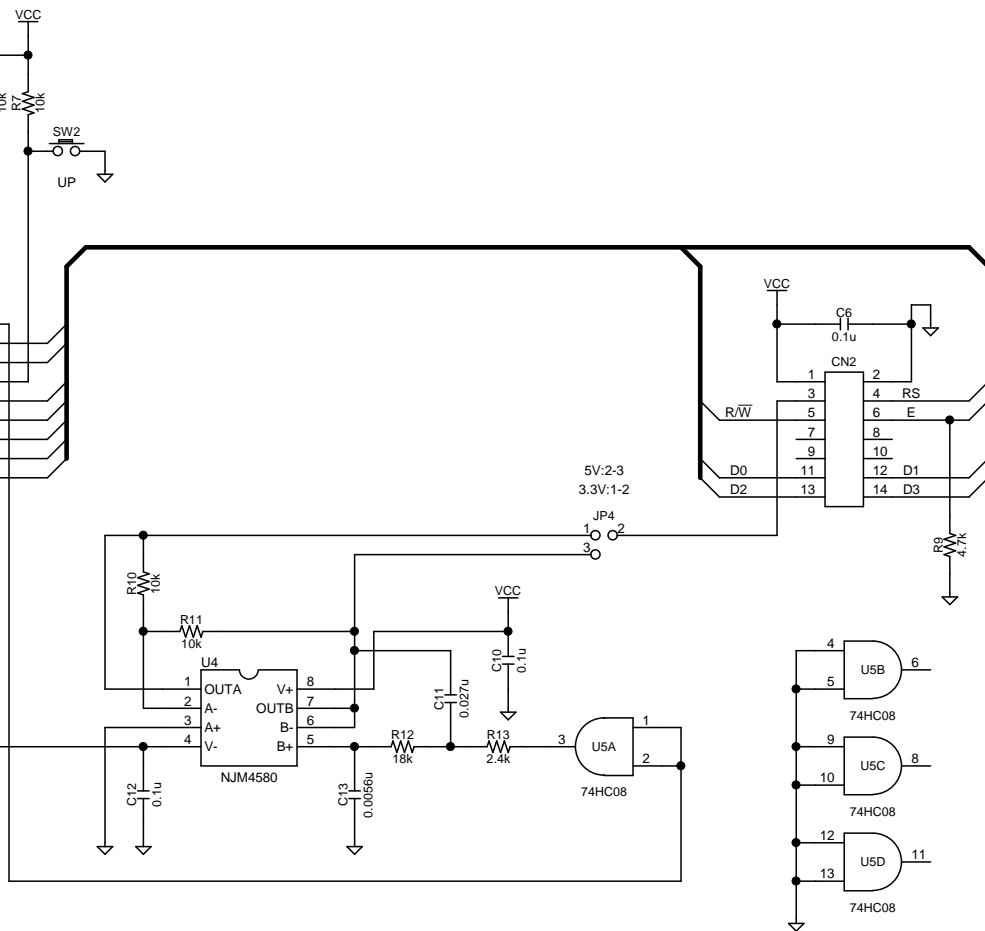 VCC
10k
R7
10k
SW2
UP
VCC
C6
0.1u
CN2
1
2
3
4
RS
R/W
5
6
E
7
8
9
10
D0
11
12
D1
D2
13
14
D3
5V:2-3
3.3V:1-2
JP4
1
2
3
R9
4.7k
R10
10k
R11
10k
VCC
C10
0.1u
U4
1
OUTA
V+
8
2
A-
OUTB
7
3
A+
B-
6
4
V-
B+
5
NJM4580
C11
0.027u
R12
18k
R13
2.4k
3
U5A
1
2
74HC08
C12
0.1u
C13
0.0056u
4
5
U5B
6
74HC08
9
10
U5C
8
74HC08
12
13
U5D
11
74HC08